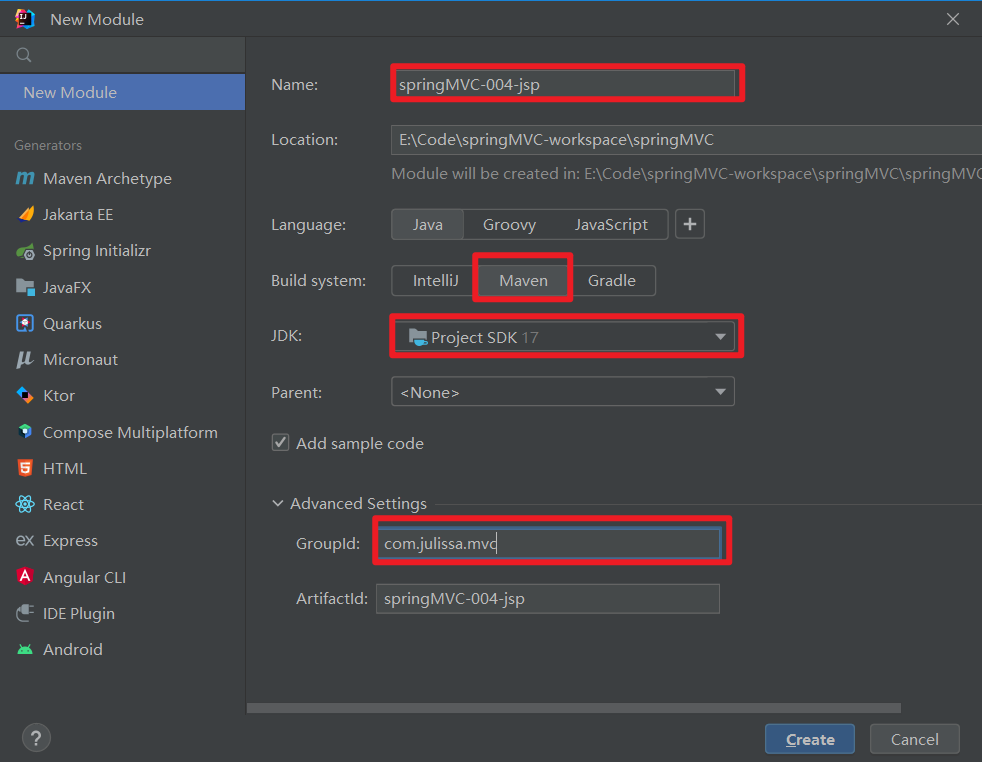 New Module
New Module
Generators
Maven Archetype
Jakarta EE
Spring Initializr
JavaFX
Quarkus
Micronaut
Ktor
Compose Multiplatform
HTML
React
ex Express
Angular CLI
IDE Plugin
Android
Name: springMVC-004-jsp
Location: E:\Code\springMVC-workspace\springMVC
Module will be created in: E:\Code\springMVC-workspace\springMVC\springMVC
Language: Java Groovy JavaScript +
Build system: IntelliJ Maven Gradle
JDK: Project SDK 17
Parent: <None>
Add sample code
Advanced Settings
GroupId: com.julissa.mvc
ArtifactId: springMVC-004-jsp
? Create Cancel